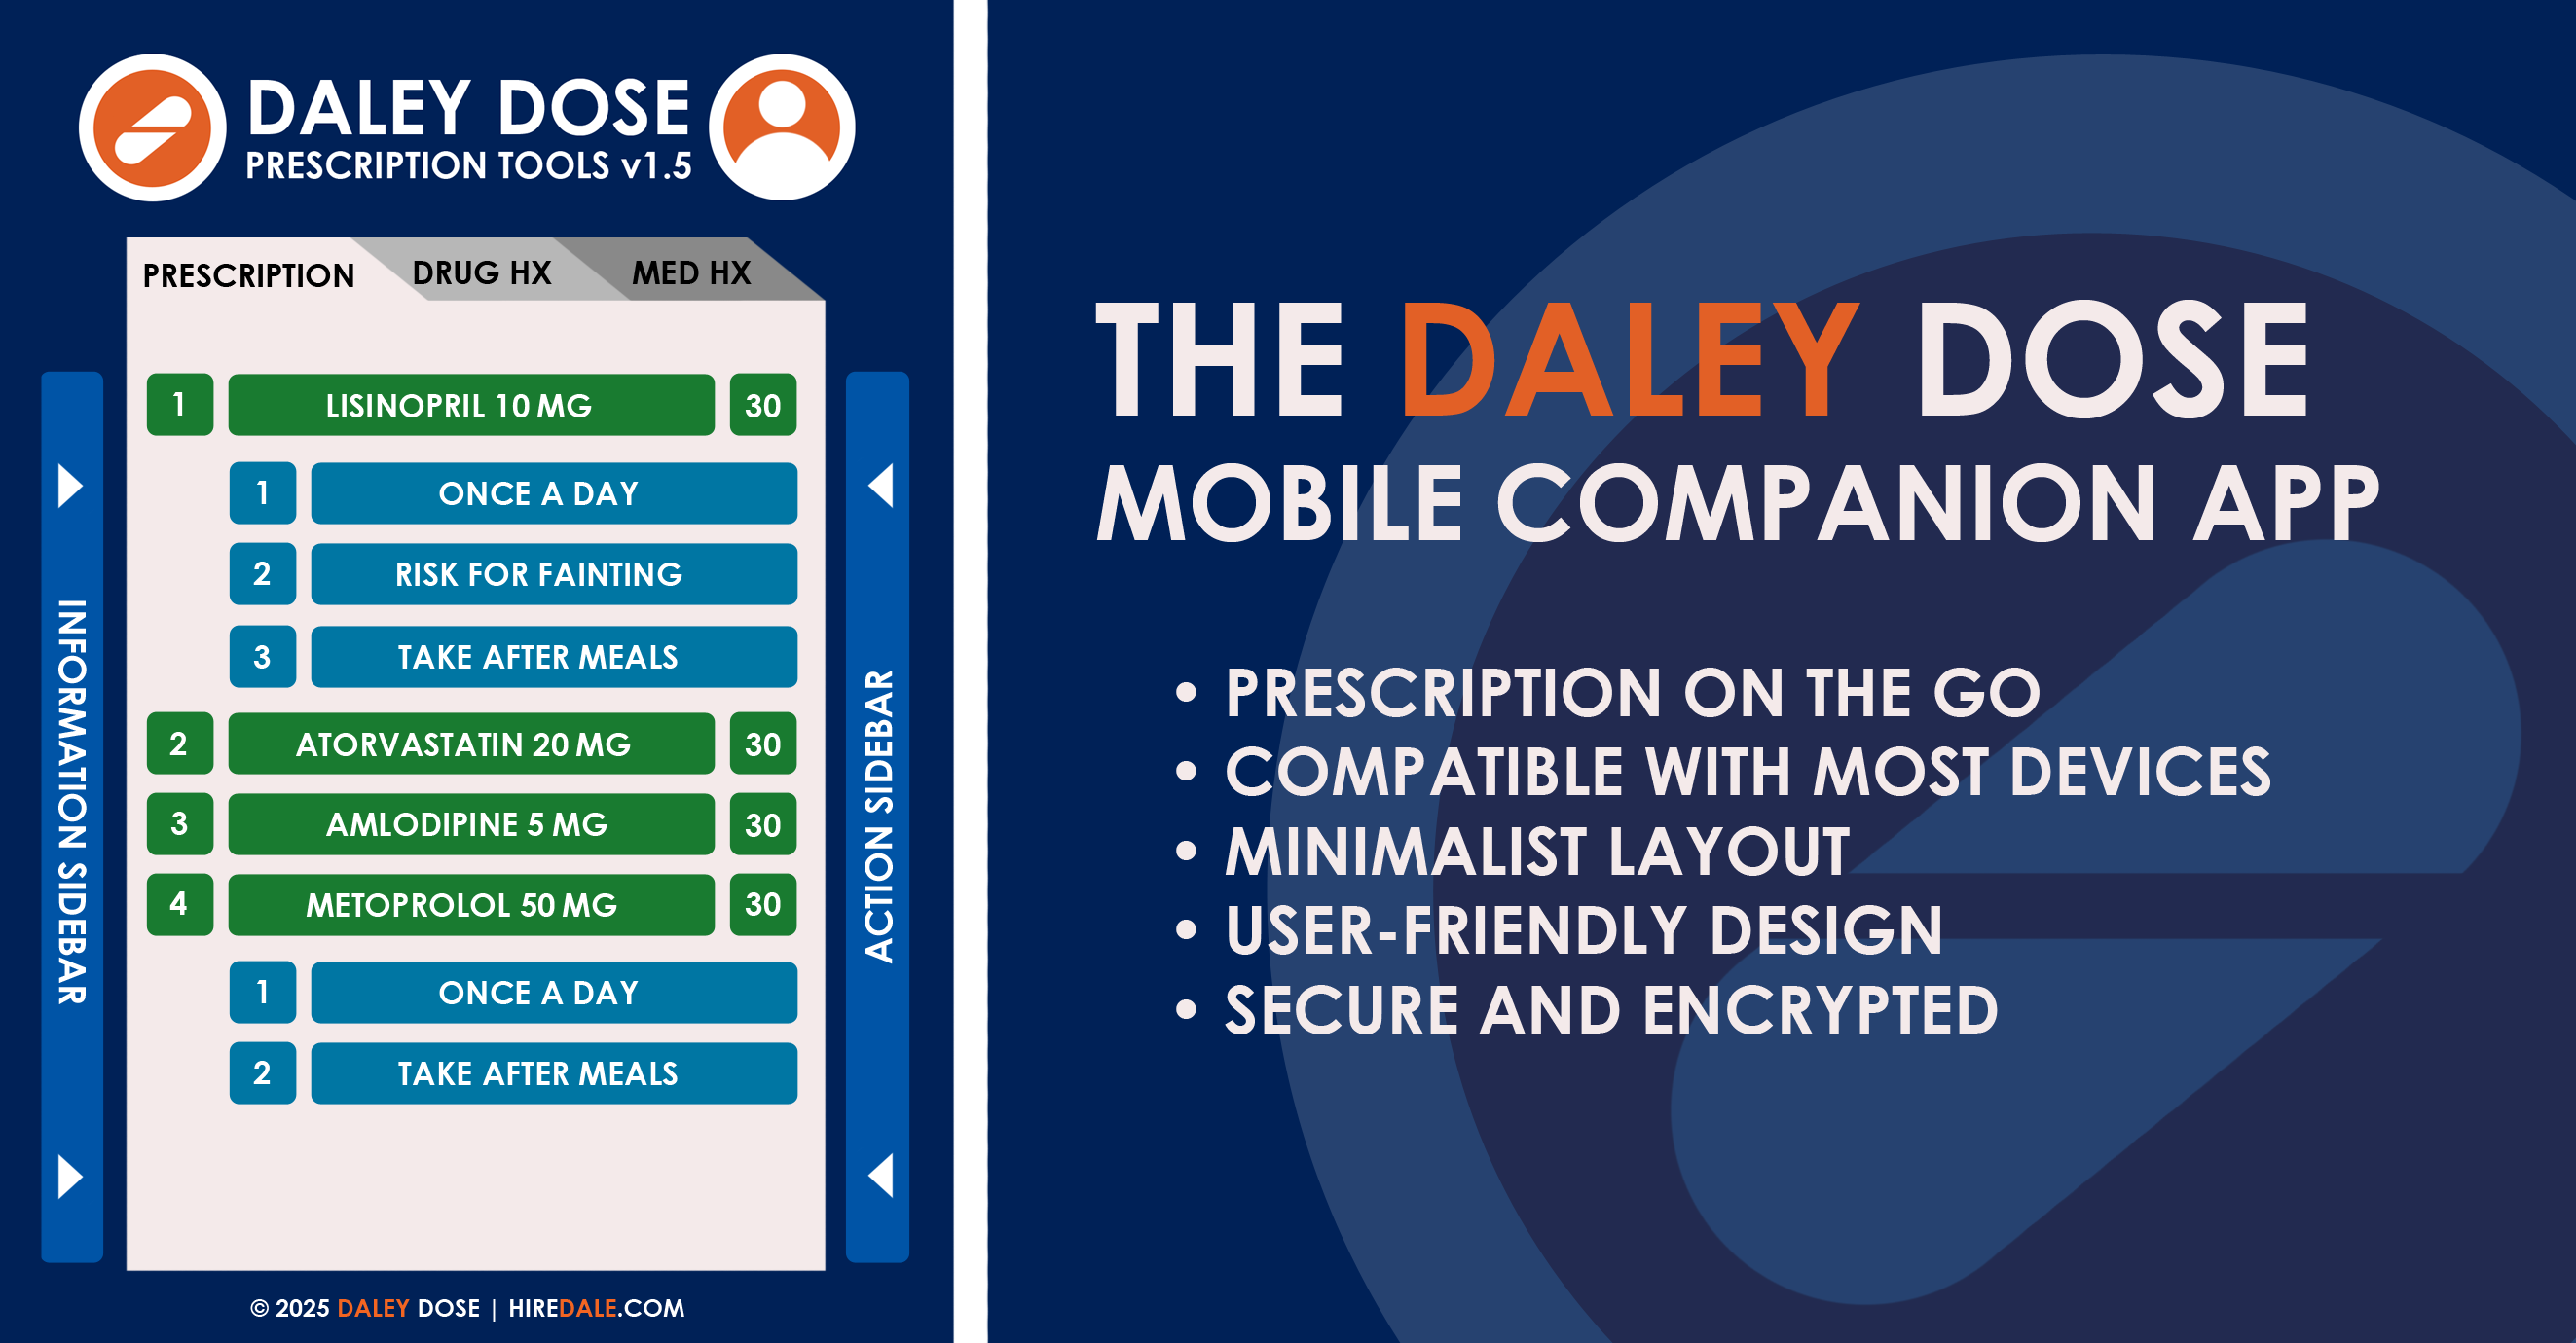 DALEY DOSE
PRESCRIPTION TOOLS v1.5
PRESCRIPTION DRUG HX MED HX
1 LISINOPRIL 10 MG 30
1 ONCE A DAY
2 RISK FOR FAINTING
3 TAKE AFTER MEALS
2 ATORVASTATIN 20 MG 30
3 AMLODIPINE 5 MG 30
4 METOPROLOL 50 MG 30
1 ONCE A DAY
2 TAKE AFTER MEALS
INFORMATION SIDEBAR
ACTION SIDEBAR
© 2025 DALEY DOSE | HIREDALE.COM
THE DALEY DOSE
MOBILE COMPANION APP
• PRESCRIPTION ON THE GO
• COMPATIBLE WITH MOST DEVICES
• MINIMALIST LAYOUT
• USER-FRIENDLY DESIGN
• SECURE AND ENCRYPTED